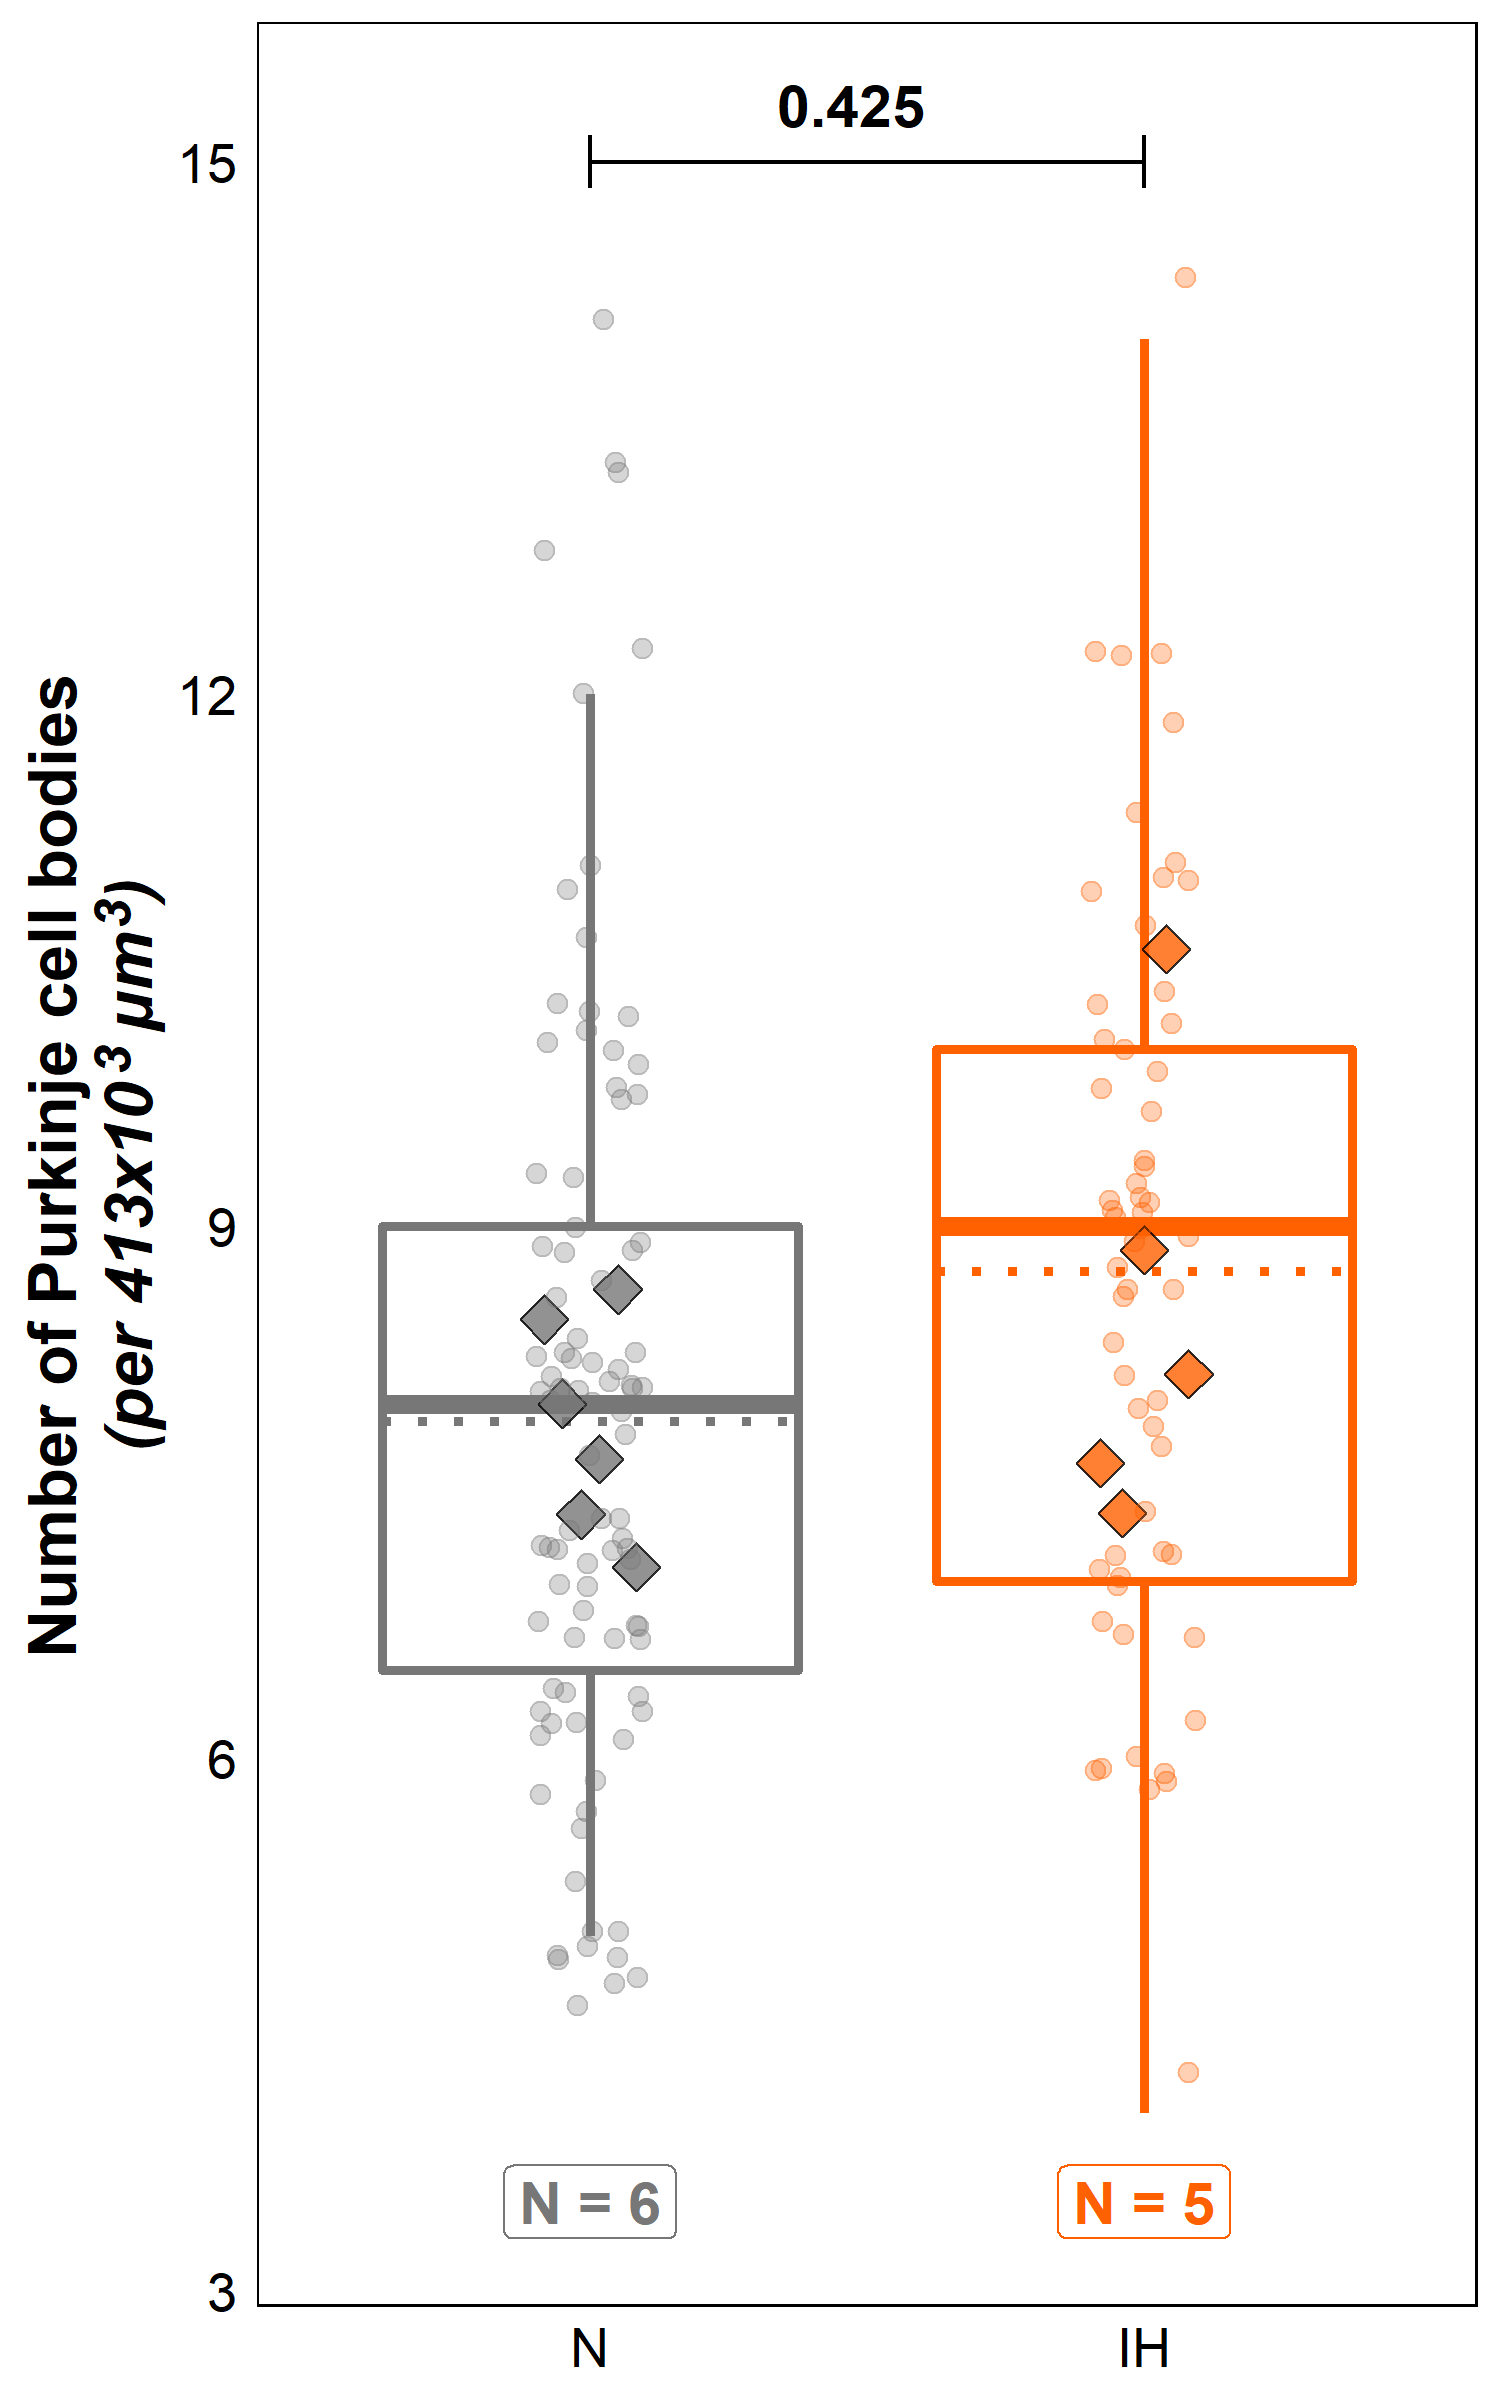 0.425
15
12
9
6
3
Number of Purkinje cell bodies
(per 413x10³ µm³)
N = 6
N = 5
N
IH